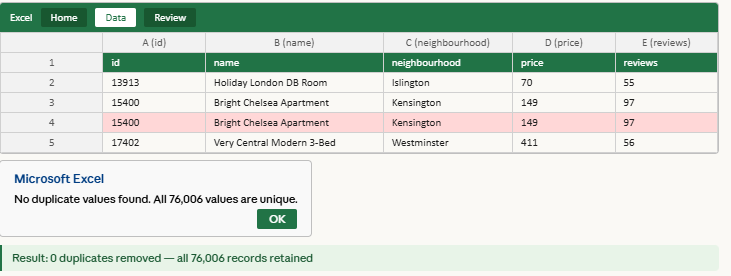 Excel Home Data Review
A (id) B (name) C (neighbourhood) D (price) E (reviews)
1 id name neighbourhood price reviews
2 13913 Holiday London DB Room Islington 70 55
3 15400 Bright Chelsea Apartment Kensington 149 97
4 15400 Bright Chelsea Apartment Kensington 149 97
5 17402 Very Central Modern 3-Bed Westminster 411 56
Microsoft Excel
No duplicate values found. All 76,006 values are unique.
OK
Result: 0 duplicates removed — all 76,006 records retained